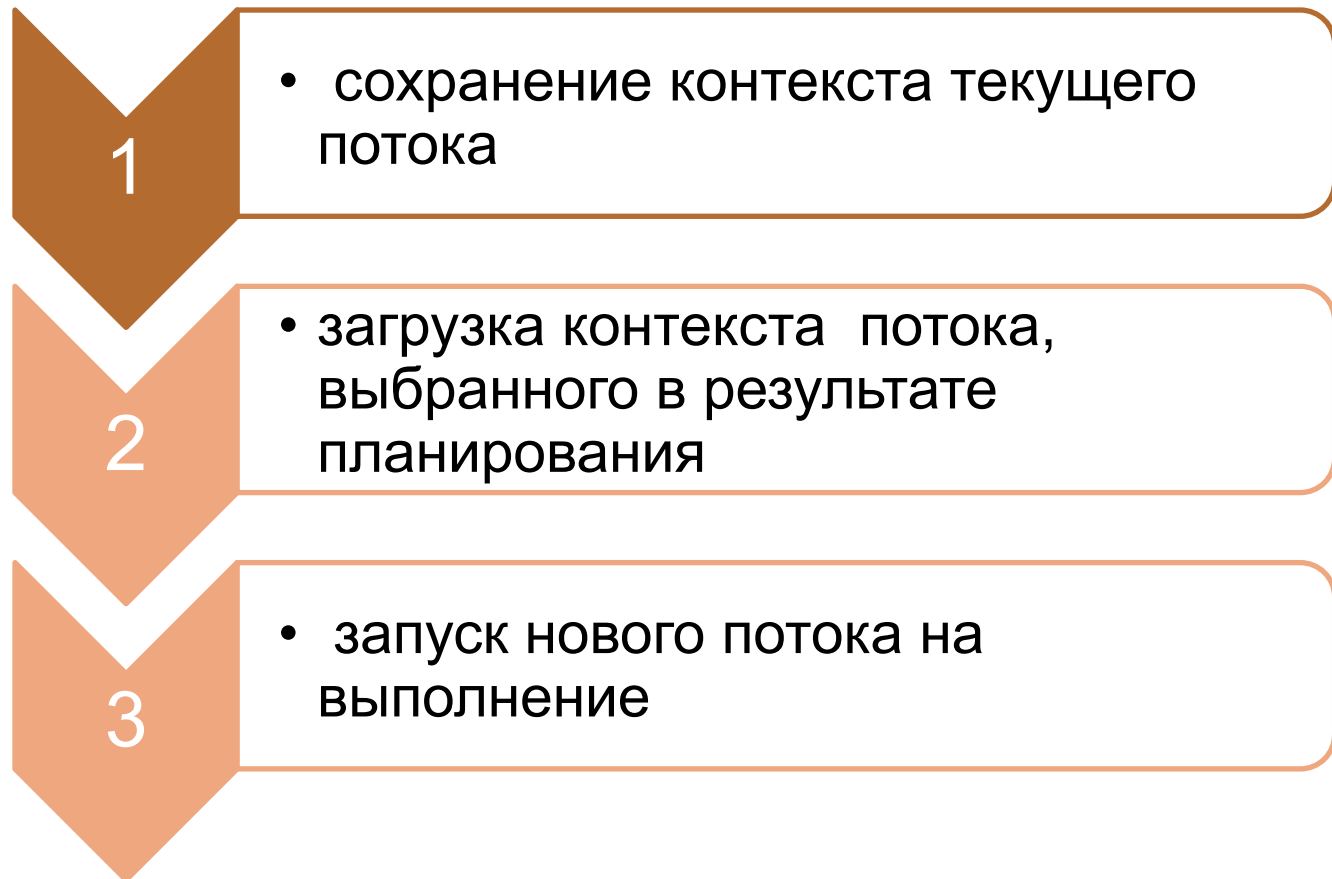 1
• сохранение контекста текущего
потока
2
• загрузка контекста потока,
выбранного в результате
планирования
3
• запуск нового потока на
выполнение